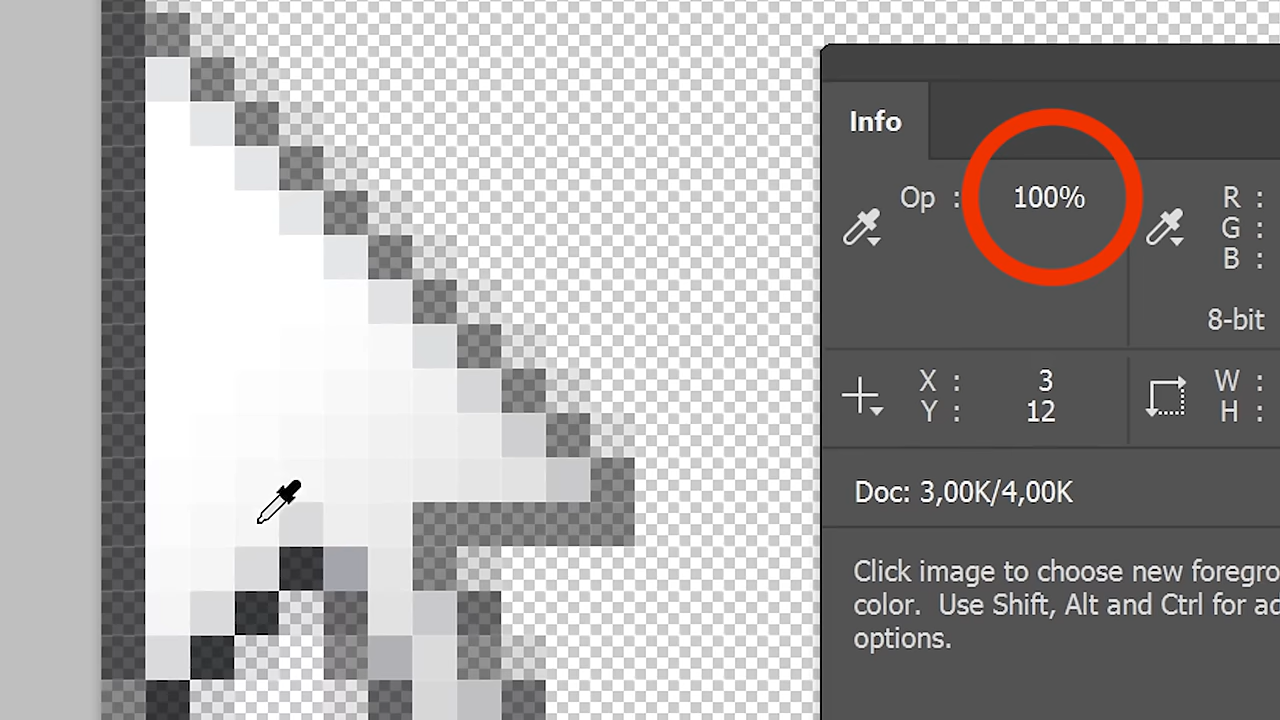 Info
Op : 100% R :
G :
B :
8-bit
X : 3 W :
Y : 12 H :
Doc: 3,00K/4,00K
Click image to choose new foregro
color. Use Shift, Alt and Ctrl for ad
options.